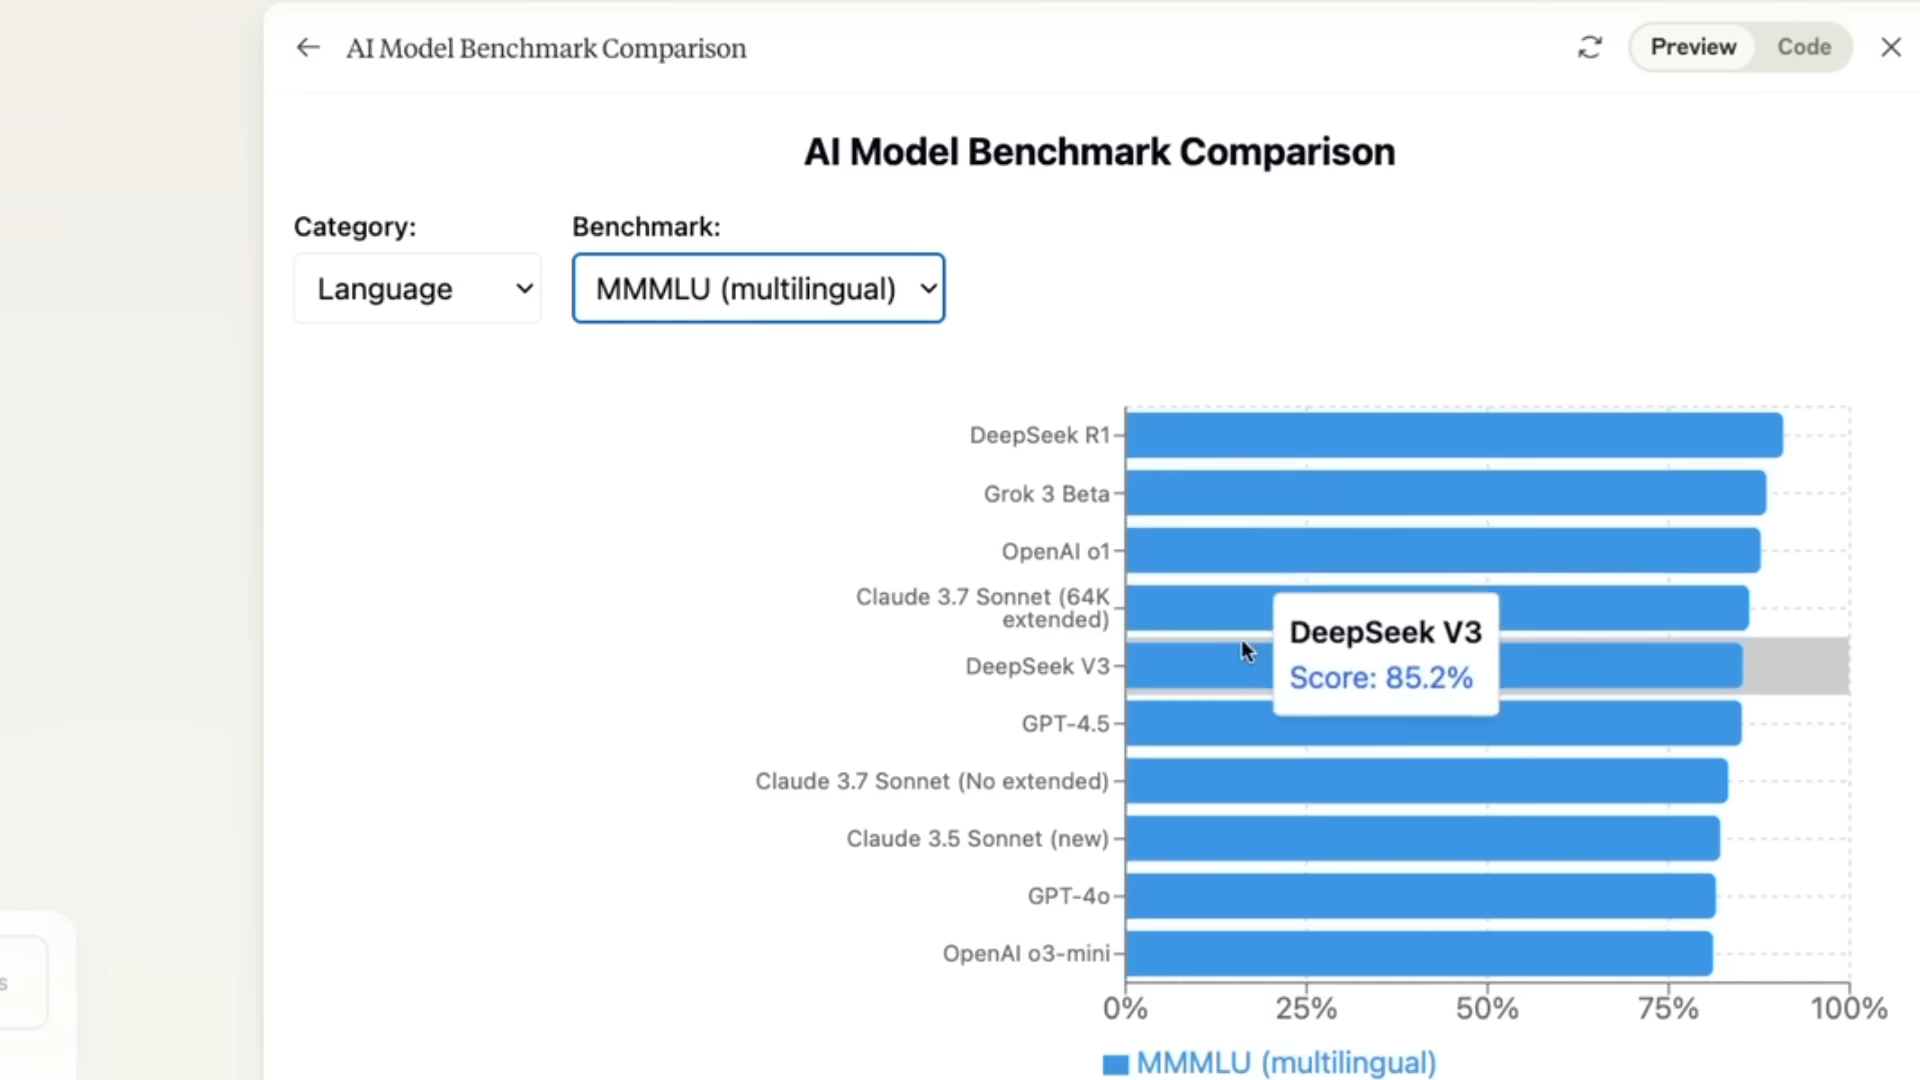 AI Model Benchmark Comparison
Preview
Code
AI Model Benchmark Comparison
Category:
Benchmark:
Language
MMMLU (multilingual)
DeepSeek R1
Grok 3 Beta
OpenAI o1
Claude 3.7 Sonnet (64K
extended)
DeepSeek V3
Score: 85.2%
DeepSeek V3
GPT-4.5
Claude 3.7 Sonnet (No extended)
Claude 3.5 Sonnet (new)
GPT-4o
OpenAI o3-mini
s
0%
25%
50%
75%
100%
MMMLU (multilingual)